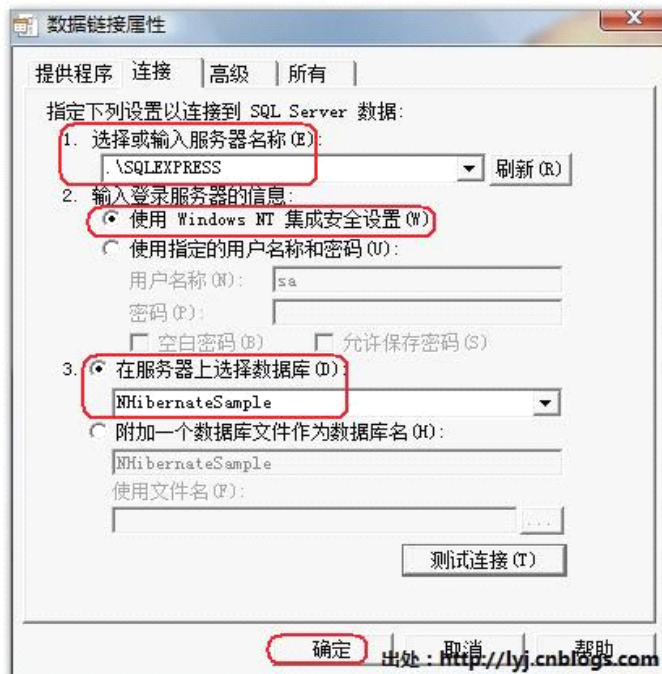 数据链接属性
提供程序 连接 高级 所有
指定下列设置以连接到 SQL Server 数据:
1. 选择或输入服务器名称(E):
.\SQLEXPRESS 刷新(R)
2. 输入登录服务器的信息:
使用 Windows NT 集成安全设置(W)
使用指定的用户名称和密码(U):
用户名称(N): sa
密码(P):
空白密码(B) 允许保存密码(S)
3. 在服务器上选择数据库(D):
NHibernateSample
附加一个数据库文件作为数据库名(H):
NHibernateSample
使用文件名(F):
...
测试连接(T)
确定 取消 帮助
出处：http://lyj.cnblogs.com